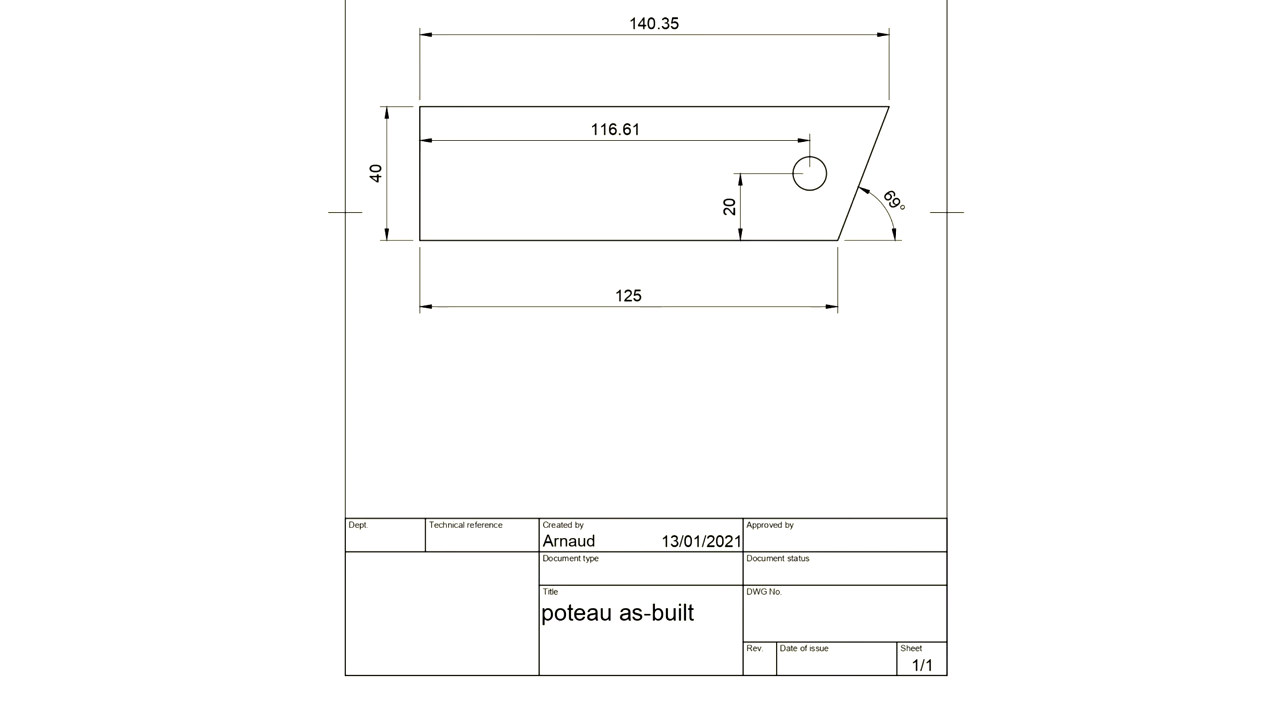 140.35
116.61
40
20
69°
125
Dept.
Technical reference
Created by
Approved by
Arnaud 13/01/2021
Document type
Document status
Title
DWG No.
poteau as-built
Rev.
Date of issue
Sheet
1/1